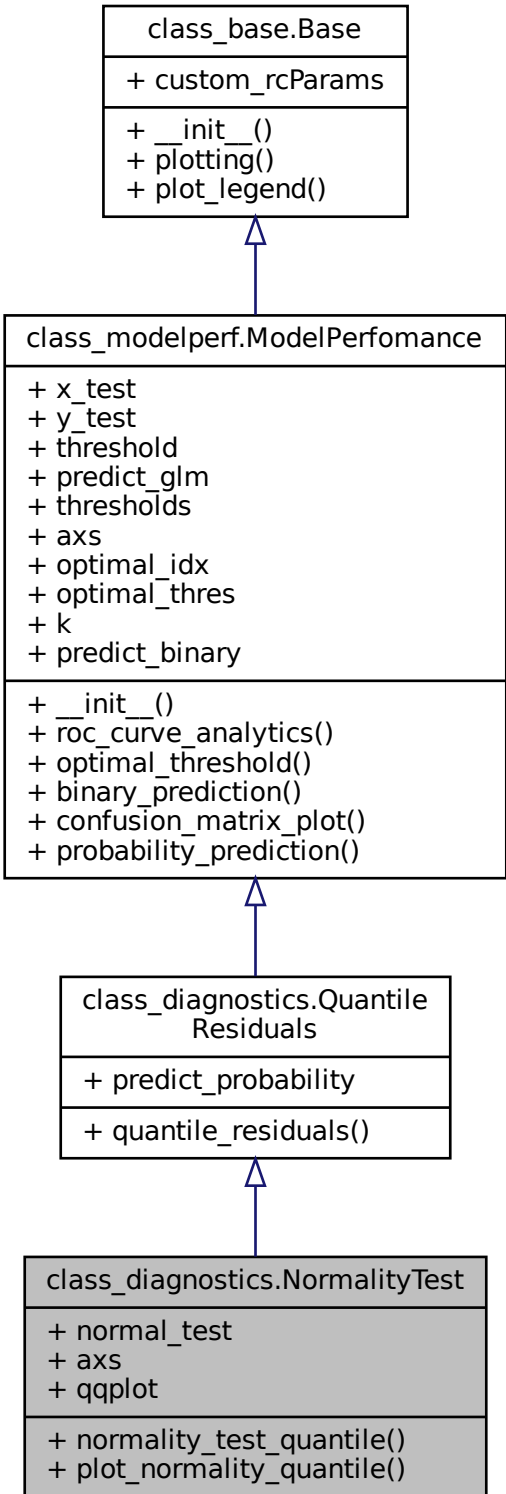 class_base.Base
+ custom_rcParams
+ __init__()
+ plotting()
+ plot_legend()
class_modelperf.ModelPerfomance
+ x_test
+ y_test
+ threshold
+ predict_glm
+ thresholds
+ axs
+ optimal_idx
+ optimal_thres
+ k
+ predict_binary
+ __init__()
+ roc_curve_analytics()
+ optimal_threshold()
+ binary_prediction()
+ confusion_matrix_plot()
+ probability_prediction()
class_diagnostics.Quantile
Residuals
+ predict_probability
+ quantile_residuals()
class_diagnostics.NormalityTest
+ normal_test
+ axs
+ qqplot
+ normality_test_quantile()
+ plot_normality_quantile()